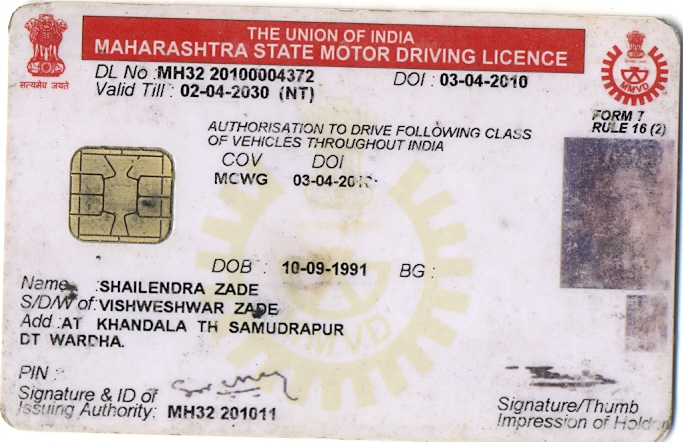 THE UNION OF INDIA
MAHARASHTRA STATE MOTOR DRIVING LICENCE
सत्यमेव जयते
MMVD
DL No : MH32 20100004372 DOI : 03-04-2010
Valid Till : 02-04-2030 (NT)
FORM 7
RULE 16 (2)
AUTHORISATION TO DRIVE FOLLOWING CLASS
OF VEHICLES THROUGHOUT INDIA
COV DOI
MCWG 03-04-
DOB : 10-09-1991 BG :
Name : SHAILENDRA ZADE
S/D/W of : VISHWESHWAR ZADE
Add : AT KHANDALA TH SAMUDRAPUR
DT WARDHA.
MMVD
PIN :
Signature & ID of
Issuing Authority: MH32 201011
Signature/Thumb
Impression of Holder